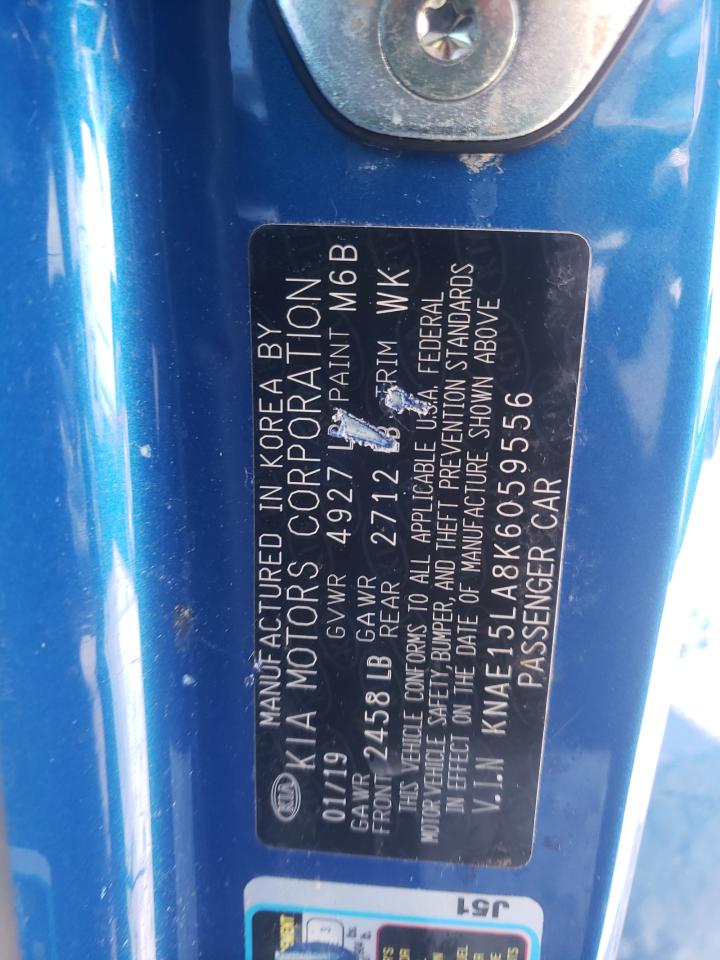 KIA
MANUFACTURED IN KOREA BY
KIA MOTORS CORPORATION
01/19 GVWR 4927 LB PAINT M6B
GAWR FRONT 2458 LB GAWR REAR 2712 LB TRIM WK
THIS VEHICLE CONFORMS TO ALL APPLICABLE U.S.A. FEDERAL
MOTOR VEHICLE SAFETY, BUMPER, AND THEFT PREVENTION STANDARDS
IN EFFECT ON THE DATE OF MANUFACTURE SHOWN ABOVE
V.I.N KNAE15LA8K6059556
PASSENGER CAR
J51